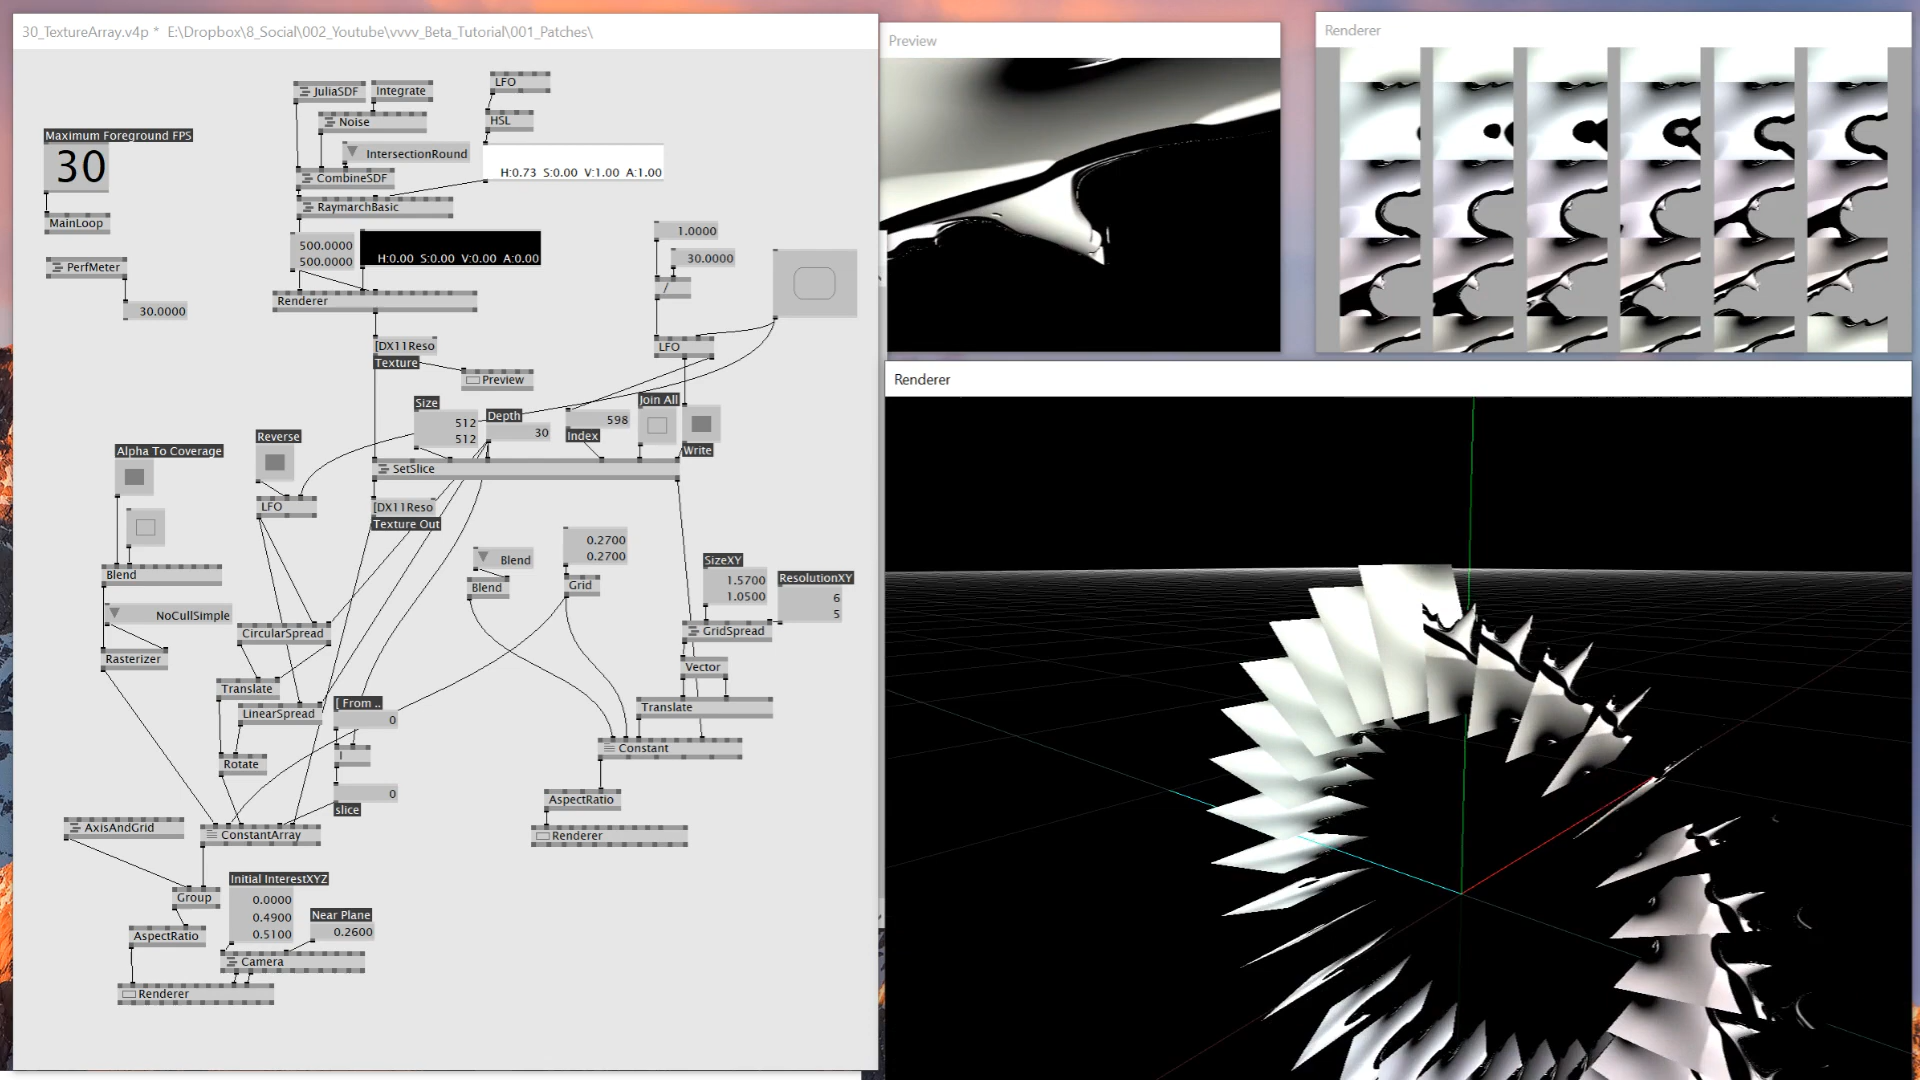 30_TextureArray.v4p *  E:\Dropbox\8_Social\002_Youtube\vvvv_Beta_Tutorial\001_Patches\
Maximum Foreground FPS
30
MainLoop
PerfMeter
30.0000
JuliaSDF
Integrate
Noise
IntersectionRound
CombineSDF
RaymarchBasic
LFO
HSL
H:0.73 S:0.00 V:1.00 A:1.00
500.0000
500.0000
H:0.00 S:0.00 V:0.00 A:0.00
Renderer
[DX11Reso
Texture
Preview
1.0000
30.0000
/
LFO
Size
512
512
Depth
30
598
Index
Join All
Write
SetSlice
[DX11Reso
Texture Out
Alpha To Coverage
Reverse
LFO
Blend
NoCullSimple
Rasterizer
CircularSpread
Translate
LinearSpread
Rotate
[ From ..
0
|
0
slice
Blend
Blend
0.2700
0.2700
Grid
SizeXY
1.5700
1.0500
ResolutionXY
6
5
GridSpread
Vector
Translate
Constant
AspectRatio
Renderer
AxisAndGrid
ConstantArray
Group
Initial InterestXYZ
0.0000
0.4900
0.5100
Near Plane
0.2600
AspectRatio
Camera
Renderer
Preview
Renderer
Renderer